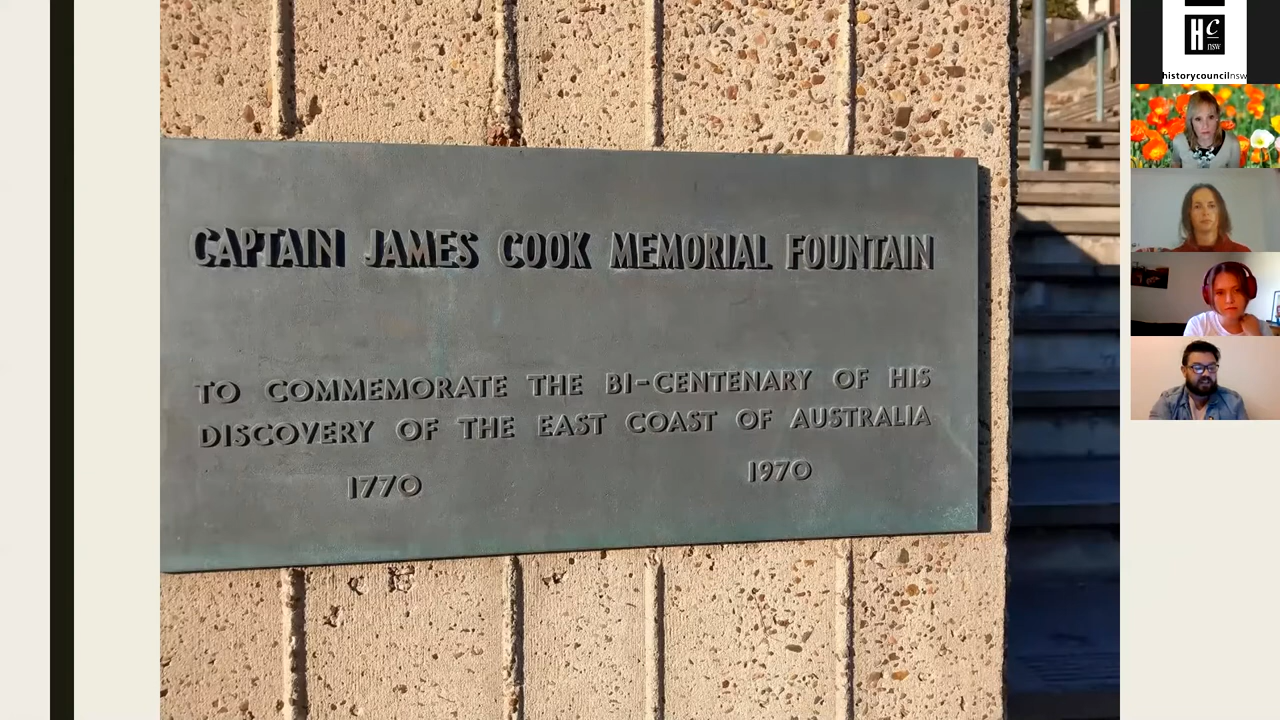 CAPTAIN JAMES COOK MEMORIAL FOUNTAIN
TO COMMEMORATE THE BI-CENTENARY OF HIS
DISCOVERY OF THE EAST COAST OF AUSTRALIA
1770 1970
Hc
nsw
historycouncilnsw